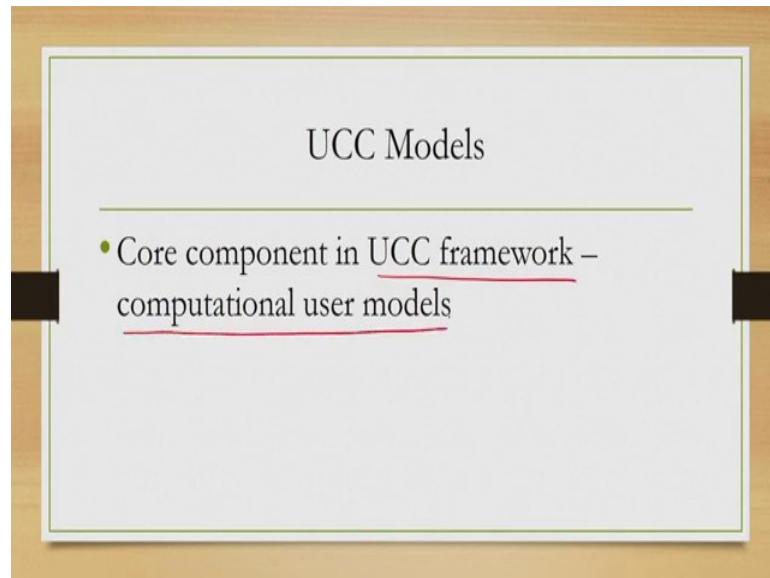 UCC Models
• Core component in UCC framework –
computational user models